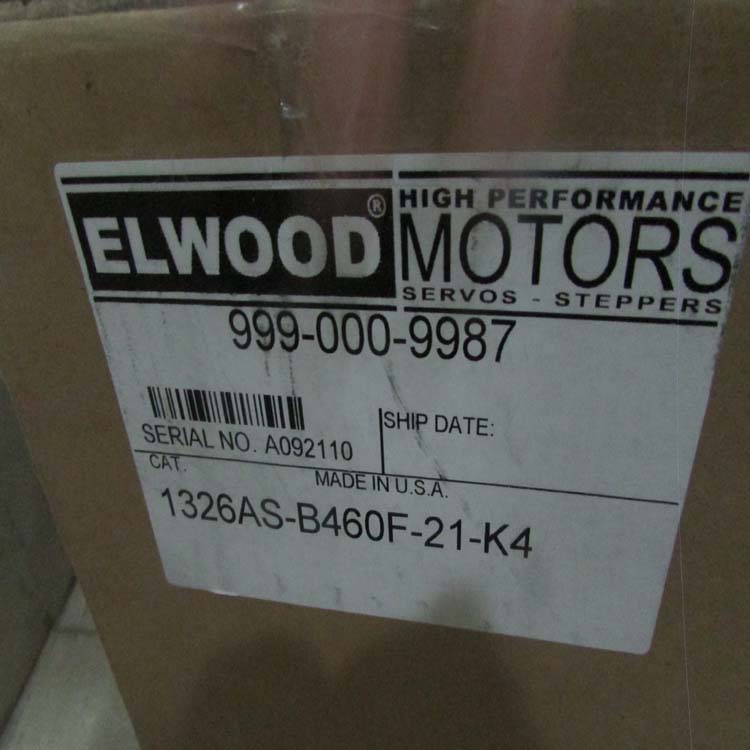 ELWOOD®
HIGH PERFORMANCE
MOTORS
SERVOS - STEPPERS
999-000-9987
SERIAL NO. A092110
SHIP DATE:
CAT.
MADE IN U.S.A.
1326AS-B460F-21-K4